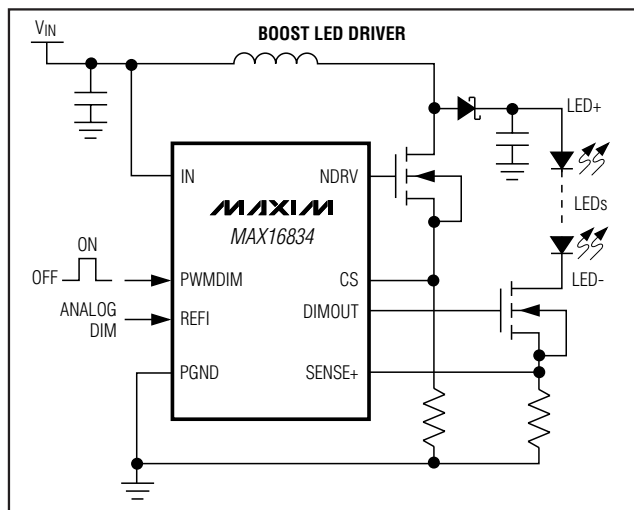 VIN
BOOST LED DRIVER
LED+
IN
NDRV
MAXIM
MAX16834
LEDs
ON
OFF
PWMDIM
CS
LED-
ANALOG
DIM
REFI
DIMOUT
PGND
SENSE+